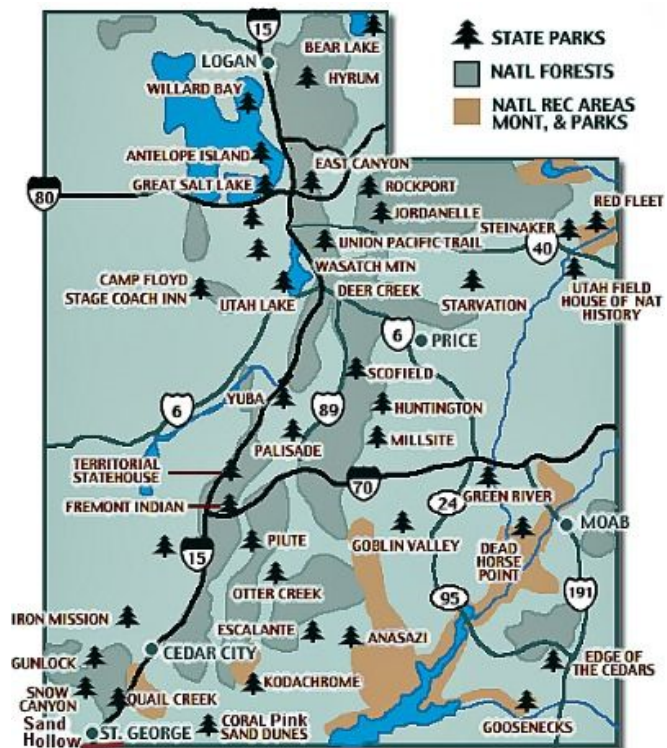 15
BEAR LAKE
LOGAN
HYRUM
WILLARD BAY
STATE PARKS
NATL FORESTS
NATL REC AREAS
MONT, & PARKS
ANTELOPE ISLAND
EAST CANYON
GREAT SALT LAKE
ROCKPORT
80
JORDANELLE
RED FLEET
STEINAKER
UNION PACIFIC TRAIL
40
WASATCH MTN
CAMP FLOYD
STAGE COACH INN
UTAH LAKE
DEER CREEK
STARVATION
UTAH FIELD
HOUSE OF NAT
HISTORY
6
PRICE
SCOFIELD
YUBA
89
HUNTINGTON
6
PALISADE
MILLSITE
TERRITORIAL
STATEHOUSE
70
GREEN RIVER
FREMONT INDIAN
24
MOAB
15
PIUTE
GOBLIN VALLEY
DEAD
HORSE
POINT
OTTER CREEK
95
191
IRON MISSION
ESCALANTE
ANASAZI
CEDAR CITY
EDGE OF
THE CEDARS
GUNLOCK
KODACHROME
SNOW
CANYON
QUAIL CREEK
GOOSENECKS
Sand
Hollow
ST. GEORGE
CORAL Pink
SAND DUNES